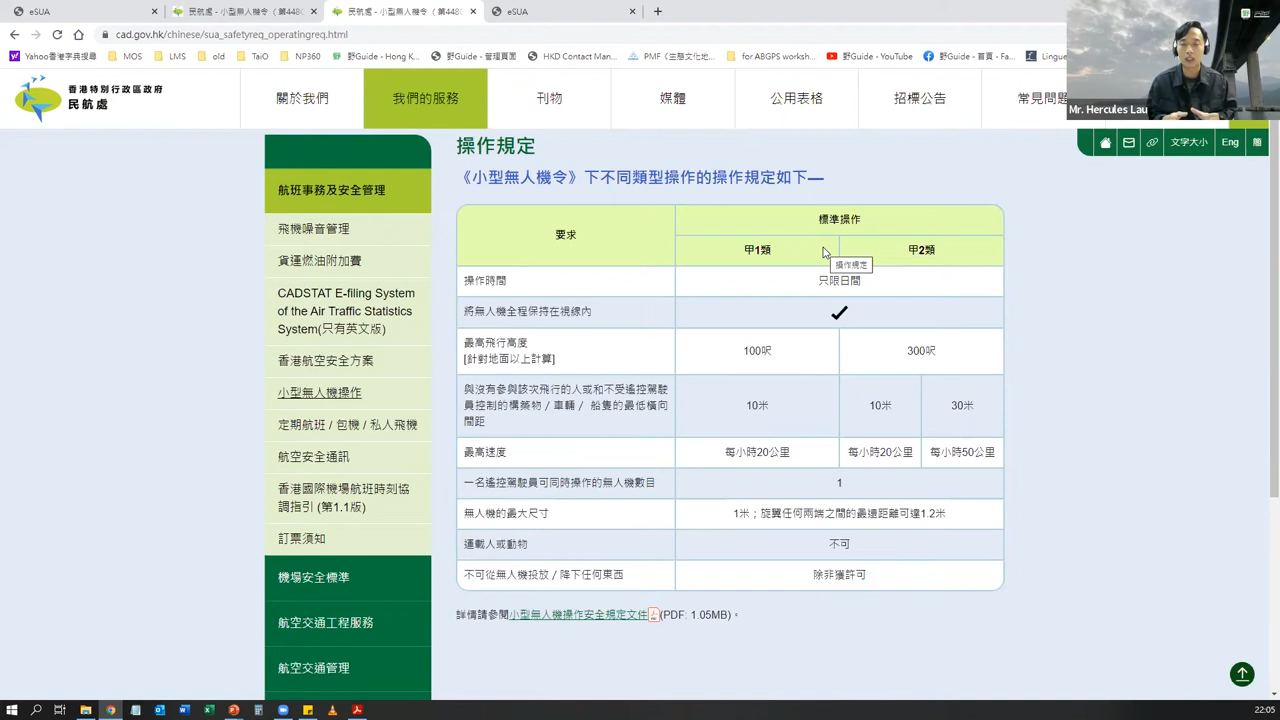 eSUA
民航處 - 小型無人機令（第448G
民航處 - 小型無人機令（第448G
eSUA
cad.gov.hk/chinese/sua_safetyreq_operatingreq.html
Yahoo香港字典搜尋
MOS
LMS
old
TaiO
NP360
野Guide - Hong K...
野Guide - 管理頁面
HKD Contact Man...
PMF（生態文化地...
for ABGPS worksh...
野Guide - YouTube
野Guide - 首頁 - Fa...
Lingue
Mr. Hercules Lau
香港特別行政區政府
民航處
關於我們
我們的服務
刊物
媒體
公用表格
招標公告
常見問題
文字大小
Eng
簡
航班事務及安全管理
飛機噪音管理
貨運燃油附加費
CADSTAT E-filing System
of the Air Traffic Statistics
System(只有英文版)
香港航空安全方案
小型無人機操作
定期航班 / 包機 / 私人飛機
航空安全通訊
香港國際機場航班時刻協
調指引 (第1.1版)
訂票須知
機場安全標準
航空交通工程服務
航空交通管理
操作規定
《小型無人機令》下不同類型操作的操作規定如下—
要求
標準操作
甲1類
甲2類
操作規定
操作時間
只限日間
將無人機全程保持在視線內
最高飛行高度
[針對地面以上計算]
100呎
300呎
與沒有參與該次飛行的人或和不受遙控駕駛
員控制的構築物 / 車輛 / 船隻的最低橫向
間距
10米
10米
30米
最高速度
每小時20公里
每小時20公里
每小時50公里
一名遙控駕駛員可同時操作的無人機數目
1
無人機的最大尺寸
1米；旋翼任何兩端之間的最遠距離可達1.2米
運載人或動物
不可
不可從無人機投放 / 降下任何東西
除非獲許可
詳情請參閱小型無人機操作安全規定文件(PDF: 1.05MB)。
22:05